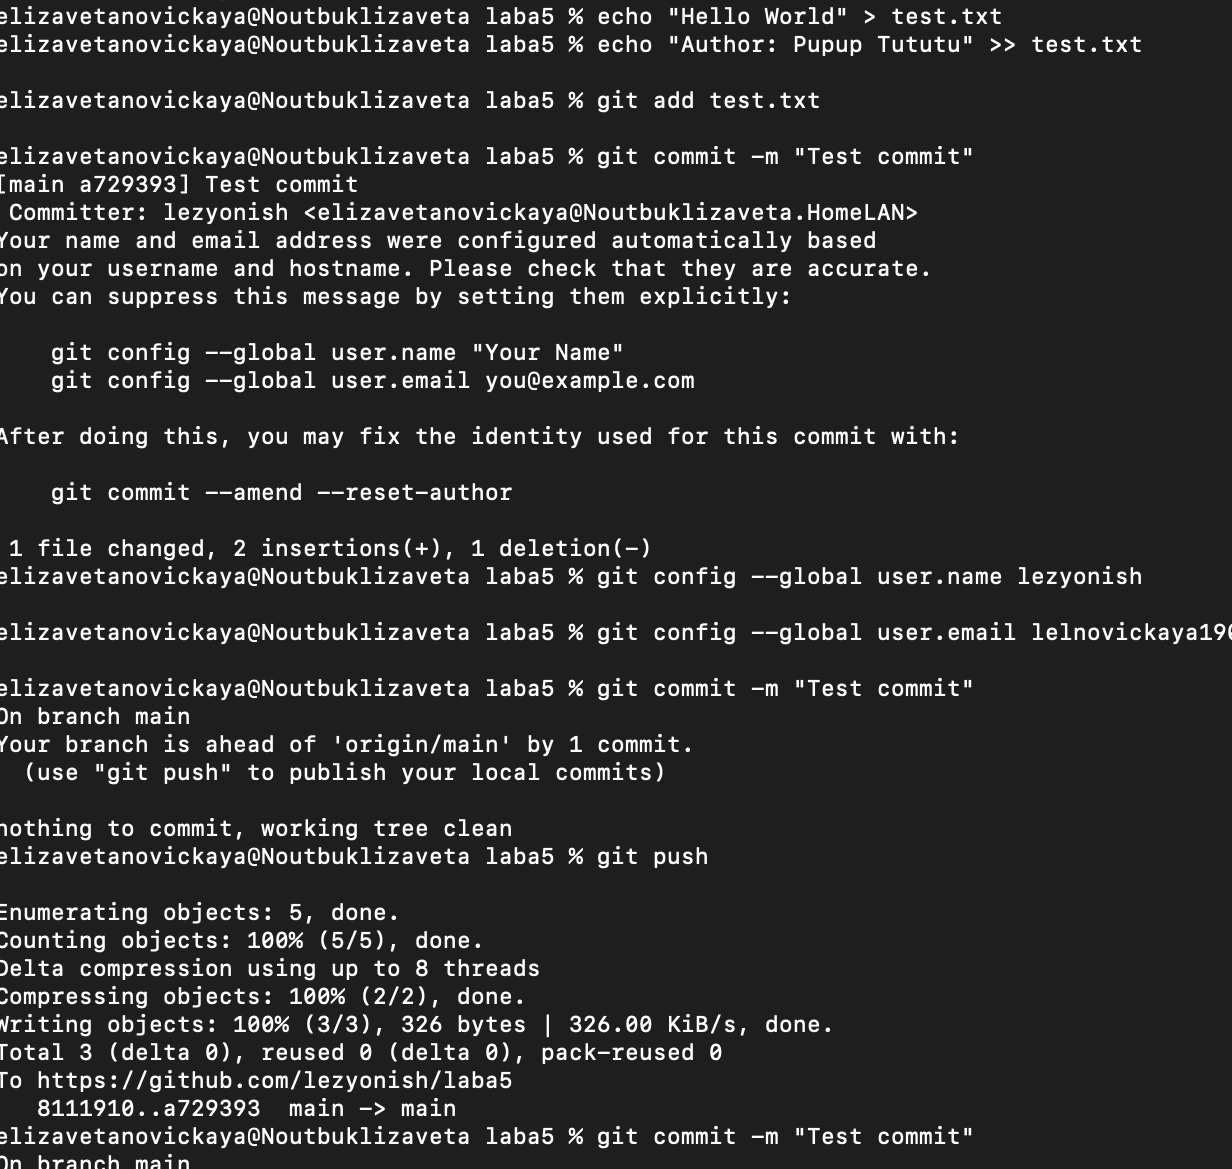 elizavetanovickaya@Noutbuklizaveta laba5 % echo "Hello World" > test.txt
elizavetanovickaya@Noutbuklizaveta laba5 % echo "Author: Pupup Tututu" >> test.txt
elizavetanovickaya@Noutbuklizaveta laba5 % git add test.txt
elizavetanovickaya@Noutbuklizaveta laba5 % git commit -m "Test commit"
[main a729393] Test commit
Committer: lezyonish <elizavetanovickaya@Noutbuklizaveta.HomeLAN>
Your name and email address were configured automatically based
on your username and hostname. Please check that they are accurate.
You can suppress this message by setting them explicitly:
git config --global user.name "Your Name"
git config --global user.email you@example.com
After doing this, you may fix the identity used for this commit with:
git commit --amend --reset-author
1 file changed, 2 insertions(+), 1 deletion(-)
elizavetanovickaya@Noutbuklizaveta laba5 % git config --global user.name lezyonish
elizavetanovickaya@Noutbuklizaveta laba5 % git config --global user.email lelnovickaya190
elizavetanovickaya@Noutbuklizaveta laba5 % git commit -m "Test commit"
On branch main
Your branch is ahead of 'origin/main' by 1 commit.
(use "git push" to publish your local commits)
nothing to commit, working tree clean
elizavetanovickaya@Noutbuklizaveta laba5 % git push
Enumerating objects: 5, done.
Counting objects: 100% (5/5), done.
Delta compression using up to 8 threads
Compressing objects: 100% (2/2), done.
Writing objects: 100% (3/3), 326 bytes | 326.00 KiB/s, done.
Total 3 (delta 0), reused 0 (delta 0), pack-reused 0
To https://github.com/lezyonish/laba5
8111910..a729393 main -> main
elizavetanovickaya@Noutbuklizaveta laba5 % git commit -m "Test commit"
On branch main